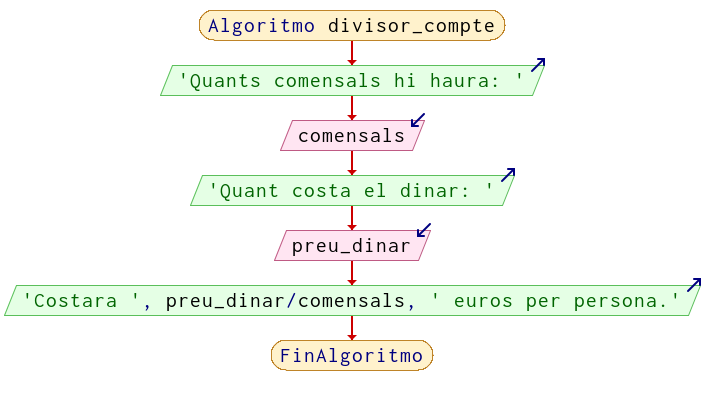 Algoritmo divisor_compte
'Quants comensals hi haura: '
comensals
'Quant costa el dinar: '
preu_dinar
'Costara ', preu_dinar/comensals, ' euros per persona.'
FinAlgoritmo